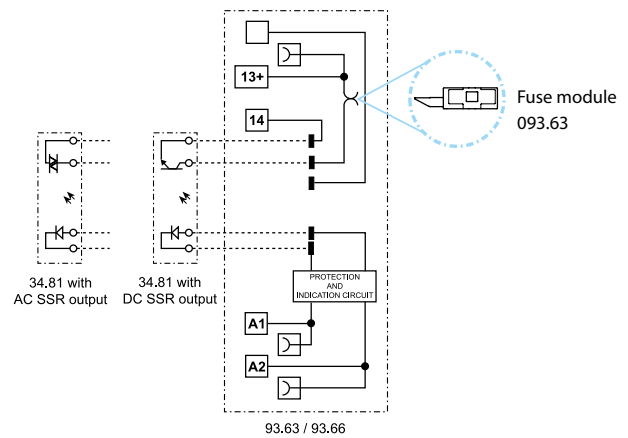 13+
14
Fuse module
093.63
34.81 with
AC SSR output
34.81 with
DC SSR output
PROTECTION
AND
INDICATION CIRCUIT
A1
A2
93.63 / 93.66